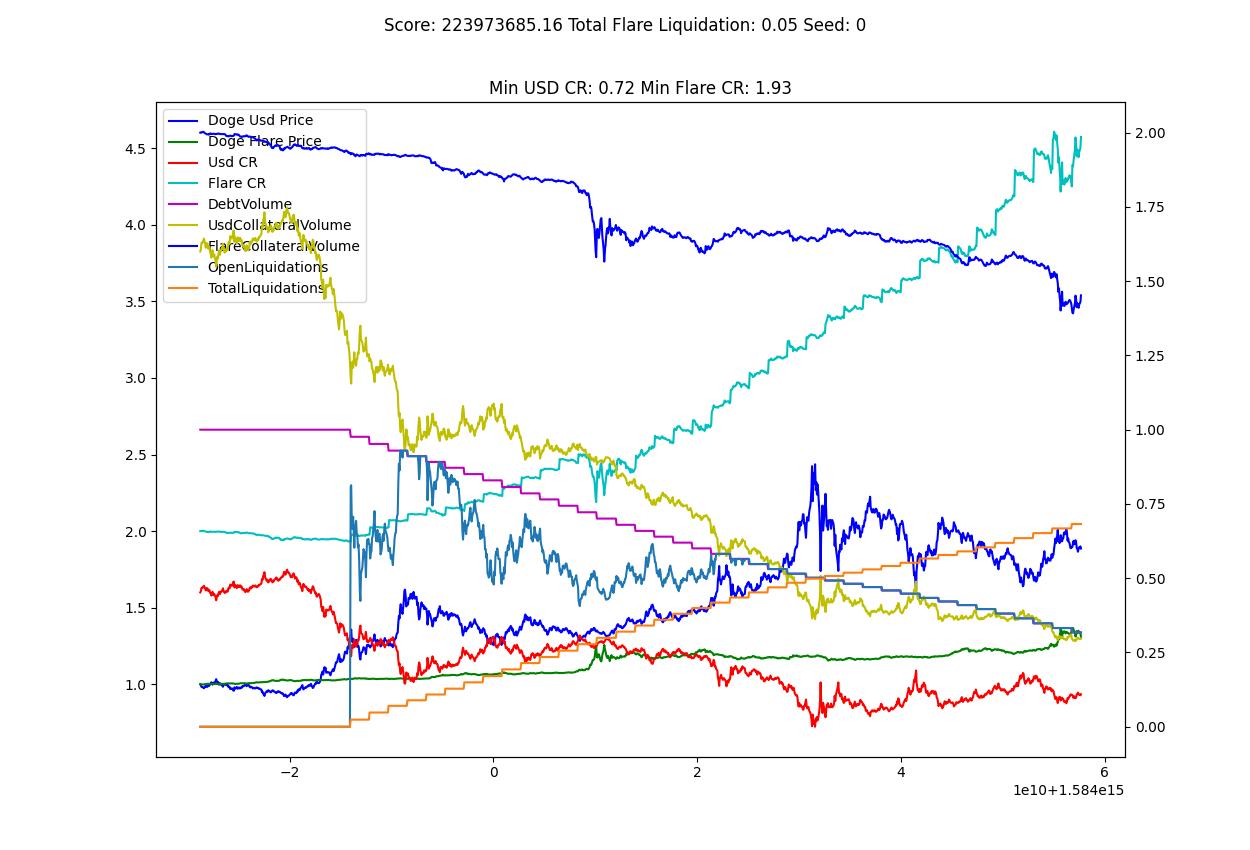 Score: 223973685.16 Total Flare Liquidation: 0.05 Seed: 0
Min USD CR: 0.72 Min Flare CR: 1.93
Doge Usd Price
Doge Flare Price
Usd CR
Flare CR
DebtVolume
UsdCollateralVolume
FlareCollateralVolume
OpenLiquidations
TotalLiquidations
4.5
4.0
3.5
3.0
2.5
2.0
1.5
1.0
2.00
1.75
1.50
1.25
1.00
0.75
0.50
0.25
0.00
−2 0 2 4 6
1e10+1.584e15